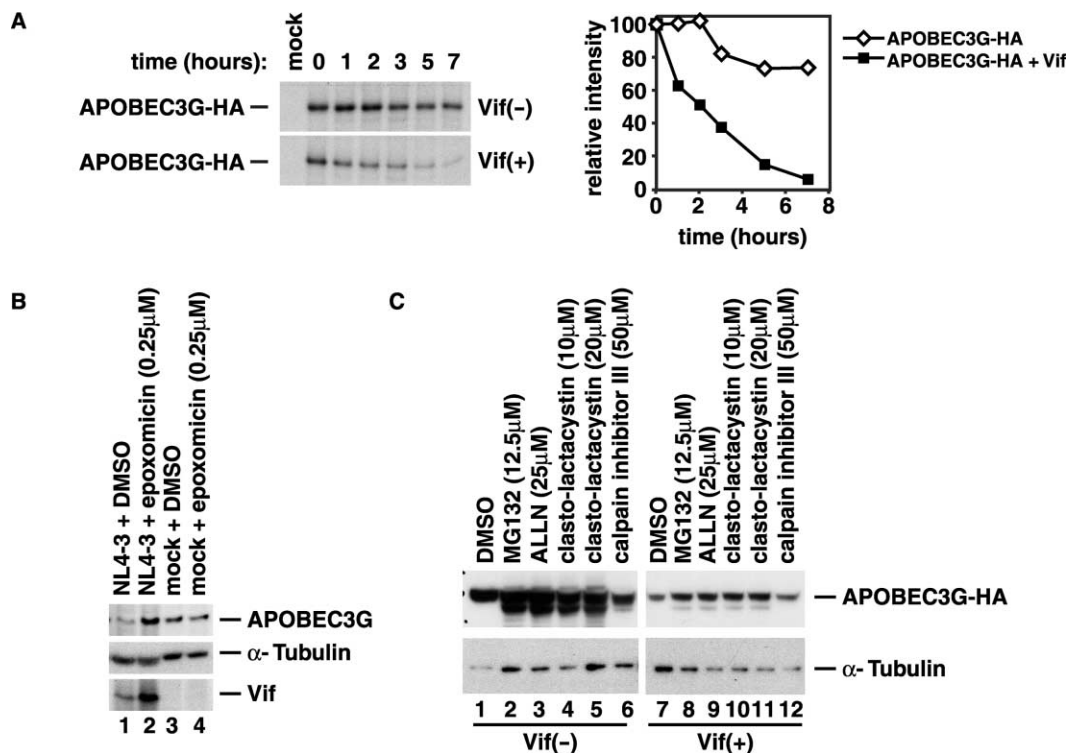 A
time (hours):
mock
0 1 2 3 5 7
APOBEC3G-HA
Vif(–)
APOBEC3G-HA
Vif(+)
relative intensity
100
80
60
40
20
0
0 2 4 6 8
time (hours)
APOBEC3G-HA
APOBEC3G-HA + Vif
B
NL4-3 + DMSO
NL4-3 + epoxomicin (0.25μM)
mock + DMSO
mock + epoxomicin (0.25μM)
APOBEC3G
α- Tubulin
Vif
1 2 3 4
C
DMSO
MG132 (12.5μM)
ALLN (25μM)
clasto-lactacystin (10μM)
clasto-lactacystin (20μM)
calpain inhibitor III (50μM)
DMSO
MG132 (12.5μM)
ALLN (25μM)
clasto-lactacystin (10μM)
clasto-lactacystin (20μM)
calpain inhibitor III (50μM)
APOBEC3G-HA
α- Tubulin
1 2 3 4 5 6 7 8 9 10 11 12
Vif(–)
Vif(+)